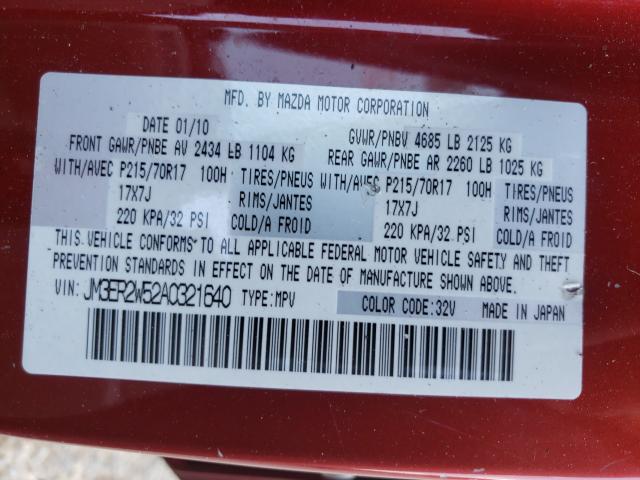 MFD. BY MAZDA MOTOR CORPORATION
DATE 01/10 GVWR/PNBV 4685 LB 2125 KG
FRONT GAWR/PNBE AV 2434 LB 1104 KG REAR GAWR/PNBE AR 2260 LB 1025 KG
WITH/AVEC P215/70R17 100H TIRES/PNEUS WITH/AVEC P215/70R17 100H TIRES/PNEUS
17X7J RIMS/JANTES 17X7J RIMS/JANTES
220 KPA/32 PSI COLD/A FROID 220 KPA/32 PSI COLD/A FROID
THIS VEHICLE CONFORMS TO ALL APPLICABLE FEDERAL MOTOR VEHICLE SAFETY AND THEFT
PREVENTION STANDARDS IN EFFECT ON THE DATE OF MANUFACTURE SHOWN ABOVE.
VIN: JM3ER2W52A0321640 TYPE:MPV COLOR CODE:32V MADE IN JAPAN